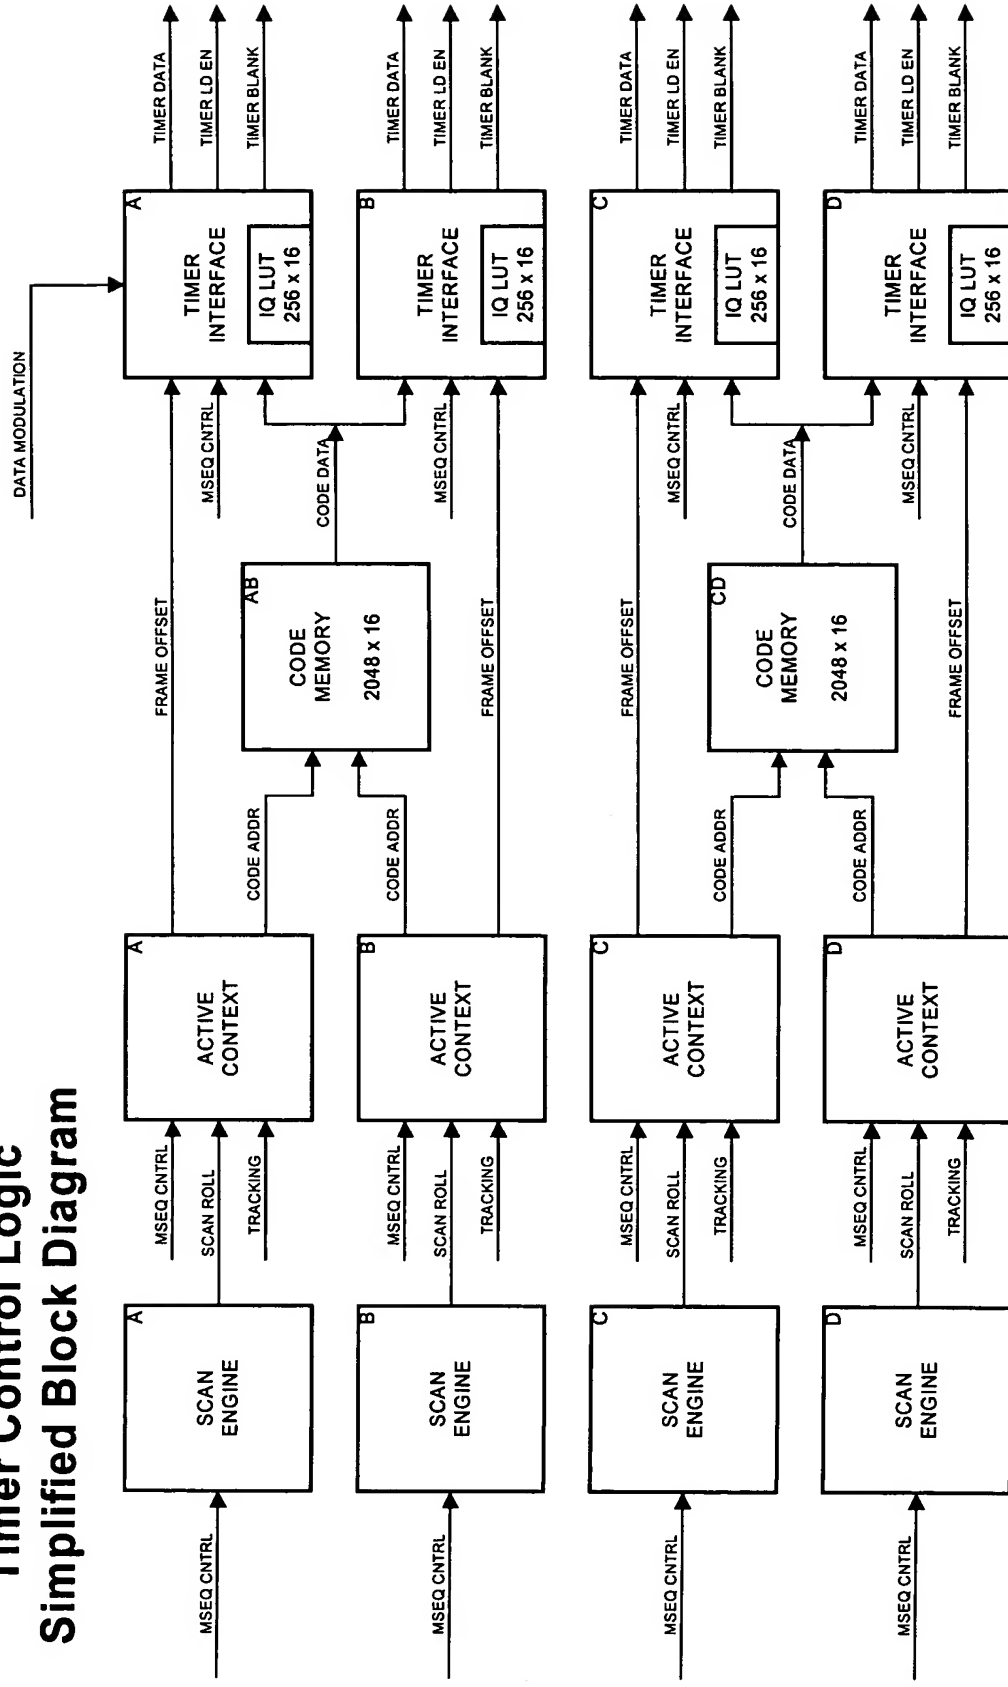 Timer Control Logic
Simplified Block Diagram
DATA MODULATION
MSEQ CNTRL
A
SCAN
ENGINE
MSEQ CNTRL
SCAN ROLL
TRACKING
A
ACTIVE
CONTEXT
FRAME OFFSET
CODE ADDR
MSEQ CNTRL
A
TIMER
INTERFACE
IQ LUT
256 x 16
TIMER DATA
TIMER LD EN
TIMER BLANK
AB
CODE
MEMORY
2048 x 16
CODE DATA
MSEQ CNTRL
B
SCAN
ENGINE
MSEQ CNTRL
SCAN ROLL
TRACKING
B
ACTIVE
CONTEXT
CODE ADDR
FRAME OFFSET
MSEQ CNTRL
B
TIMER
INTERFACE
IQ LUT
256 x 16
TIMER DATA
TIMER LD EN
TIMER BLANK
MSEQ CNTRL
C
SCAN
ENGINE
MSEQ CNTRL
SCAN ROLL
TRACKING
C
ACTIVE
CONTEXT
FRAME OFFSET
CODE ADDR
MSEQ CNTRL
C
TIMER
INTERFACE
IQ LUT
256 x 16
TIMER DATA
TIMER LD EN
TIMER BLANK
CD
CODE
MEMORY
2048 x 16
CODE DATA
MSEQ CNTRL
D
SCAN
ENGINE
MSEQ CNTRL
SCAN ROLL
TRACKING
D
ACTIVE
CONTEXT
CODE ADDR
FRAME OFFSET
MSEQ CNTRL
D
TIMER
INTERFACE
IQ LUT
256 x 16
TIMER DATA
TIMER LD EN
TIMER BLANK